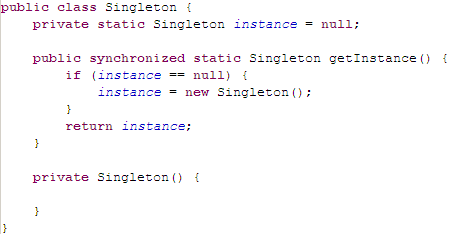 public class Singleton {
    private static Singleton instance = null;

    public synchronized static Singleton getInstance() {
        if (instance == null) {
            instance = new Singleton();
        }
        return instance;
    }

    private Singleton() {

    }
}